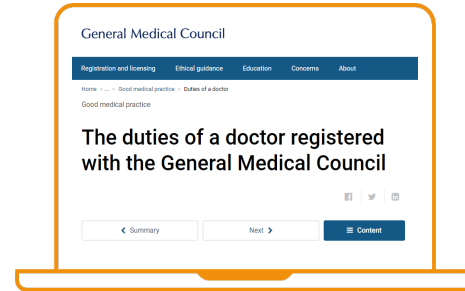 General Medical Council
Registration and licensing Ethical guidance Education Concerns About
Home > ... > Good medical practice > Duties of a doctor
Good medical practice
The duties of a doctor registered
with the General Medical Council
Summary Next Content